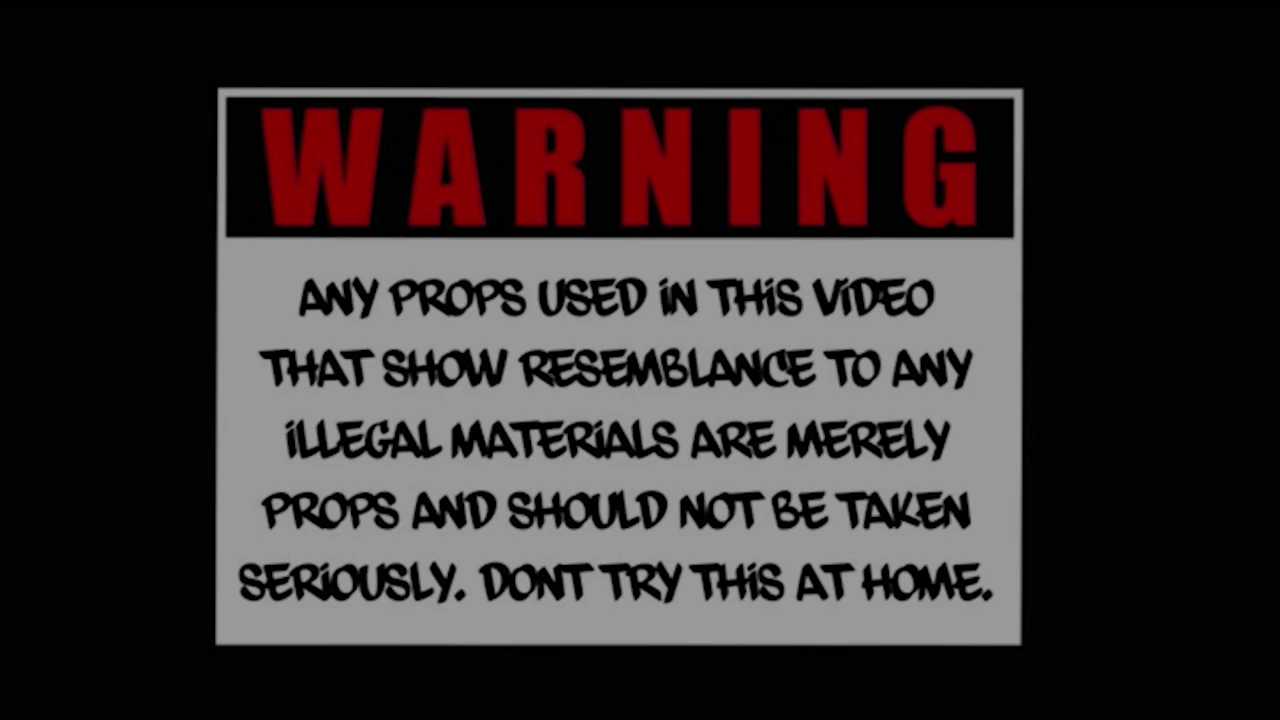 WARNING
ANY PROPS USED iN THiS ViDEO
THAT SHOW RESEMBLANCE TO ANY
iLLEGAL MATERiALS ARE MERELY
PROPS AND SHOULD NOT BE TAKEN
SERiOUSLY. DONT TRY THiS AT HOME.